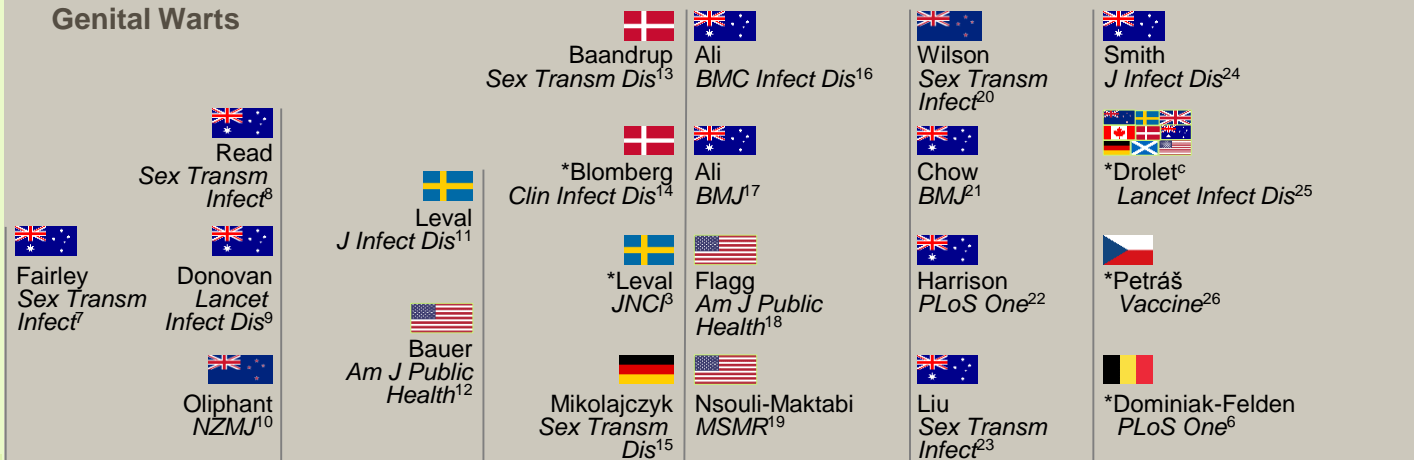 Genital Warts
Fairley
Sex Transm
Infect7
Read
Sex Transm
Infect8
Donovan
Lancet
Infect Dis9
Oliphant
NZMJ10
Leval
J Infect Dis11
Bauer
Am J Public
Health12
Baandrup
Sex Transm Dis13
*Blomberg
Clin Infect Dis14
*Leval
JNCI3
Mikolajczyk
Sex Transm
Dis15
Ali
BMC Infect Dis16
Ali
BMJ17
Flagg
Am J Public
Health18
Nsouli-Maktabi
MSMR19
Wilson
Sex Transm
Infect20
Chow
BMJ21
Harrison
PLoS One22
Liu
Sex Transm
Infect23
Smith
J Infect Dis24
*Droletc
Lancet Infect Dis25
*Petráš
Vaccine26
*Dominiak-Felden
PLoS One6